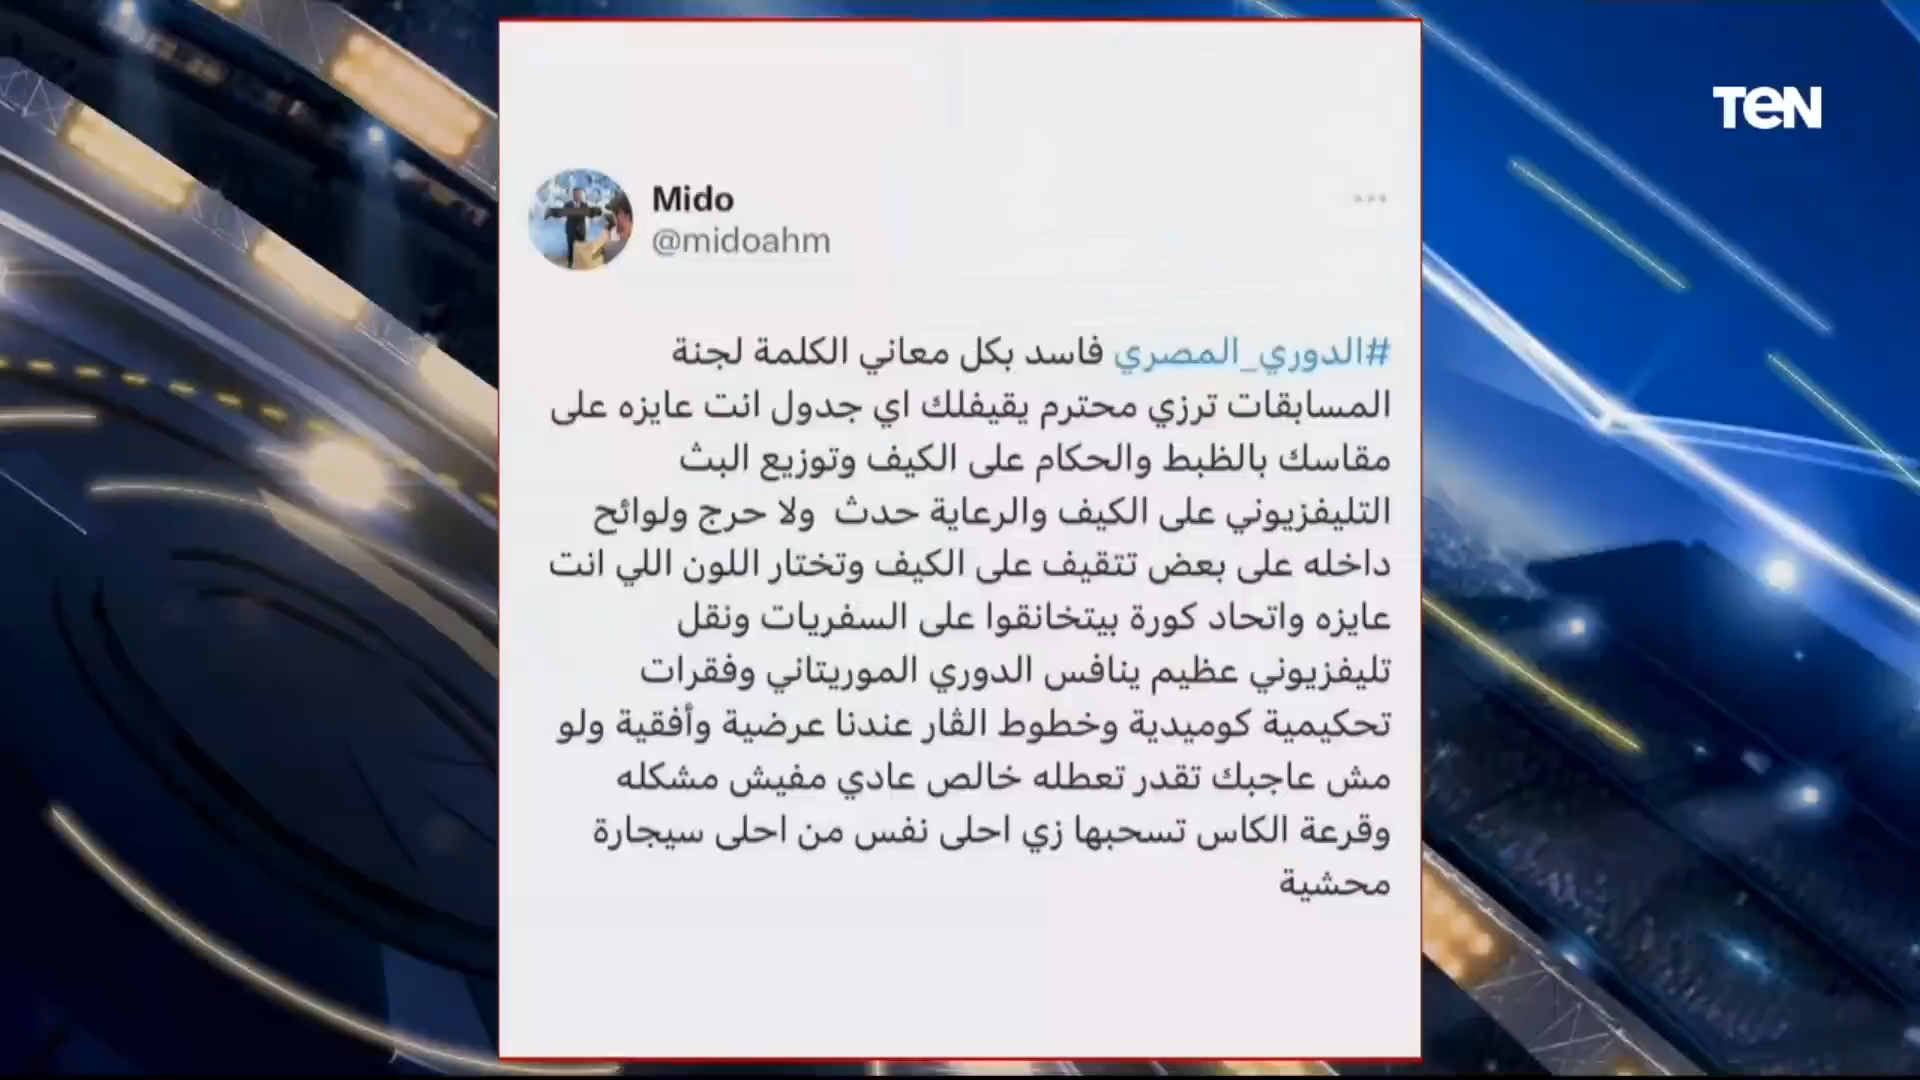 TEN
Mido
@midoahm
#الدوري_المصري فاسد بكل معاني الكلمة لجنة
المسابقات ترزي محترم يقيفلك اي جدول انت عايزه على
مقاسك بالظبط والحكام على الكيف وتوزيع البث
التليفزيوني على الكيف والرعاية حدث ولا حرج ولوائح
داخله على بعض تتقيف على الكيف وتختار اللون اللي انت
عايزه واتحاد كورة بيتخانقوا على السفريات ونقل
تليفزيوني عظيم ينافس الدوري الموريتاني وفقرات
تحكيمية كوميدية وخطوط الڤار عندنا عرضية وأفقية ولو
مش عاجبك تقدر تعطله خالص عادي مفيش مشكله
وقرعة الكاس تسحبها زي احلى نفس من احلى سيجارة
محشية